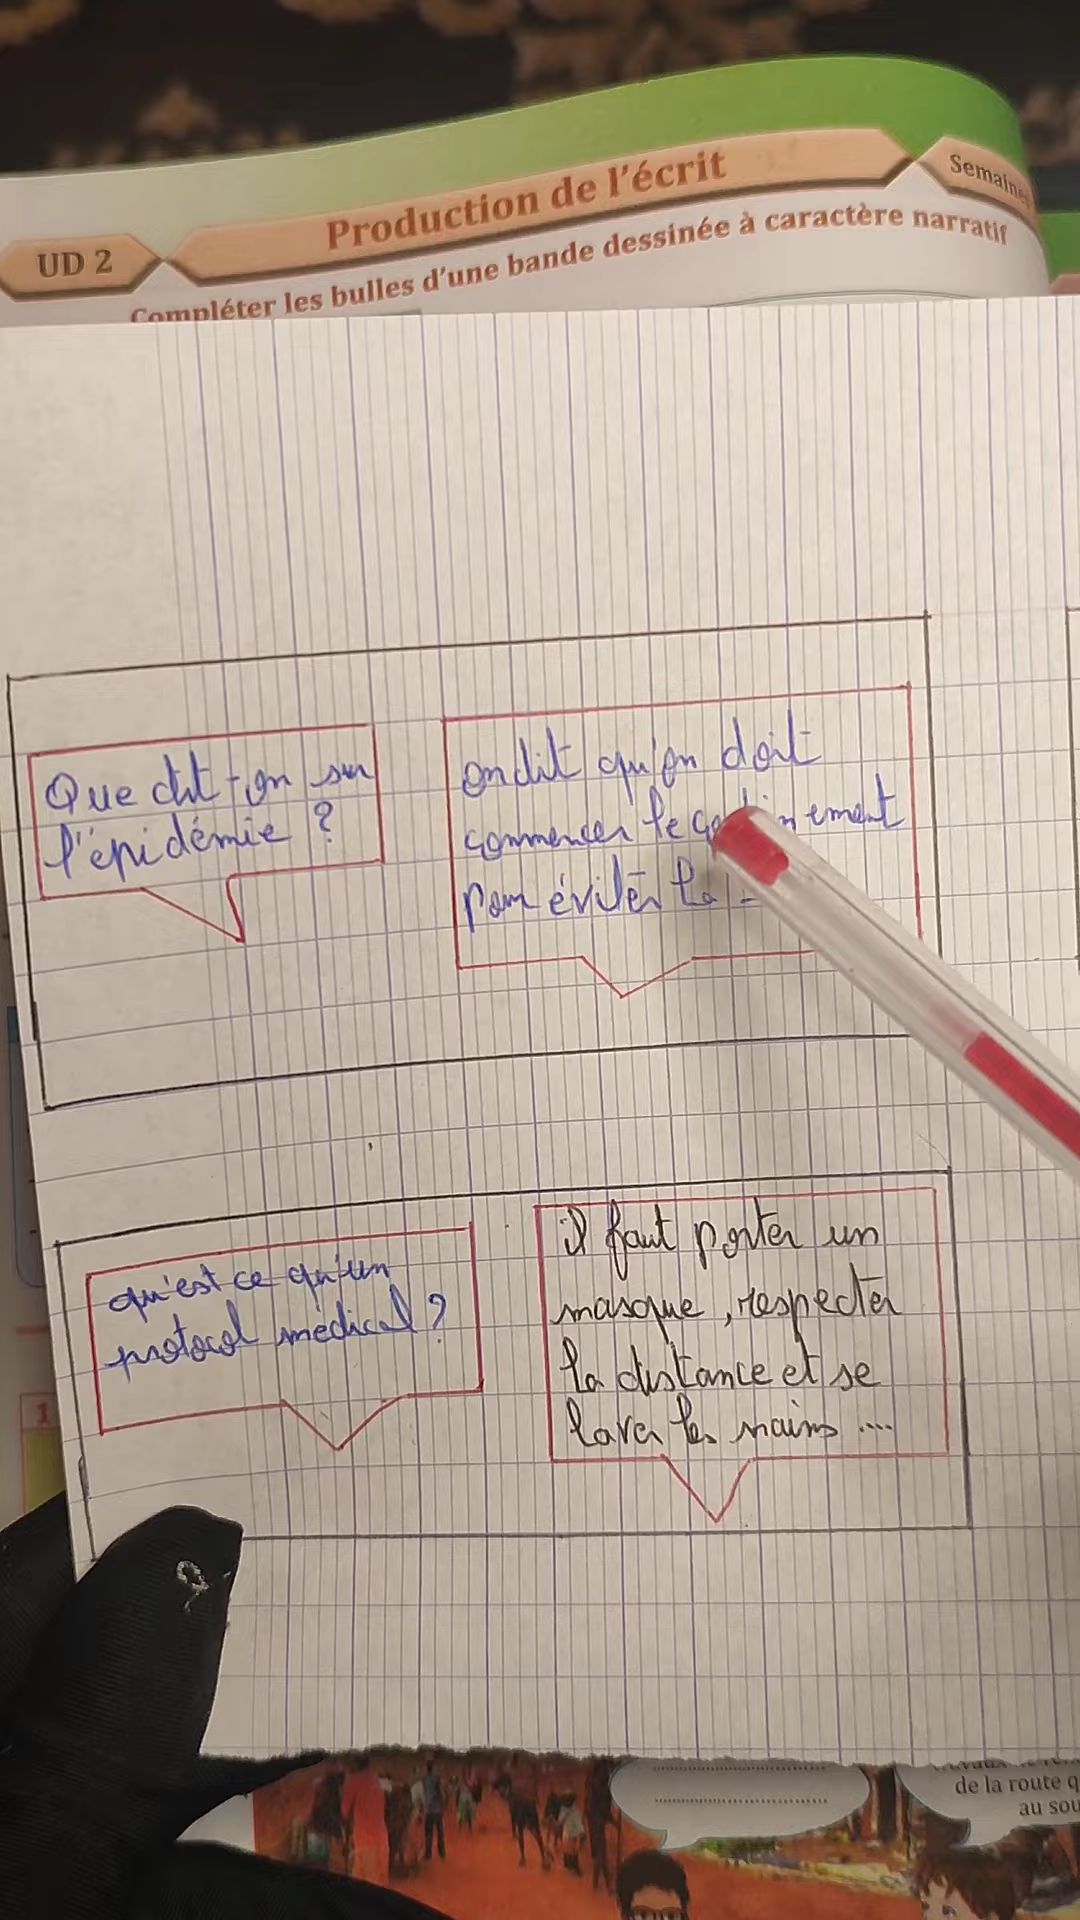 Production de l'écrit
Semaine
UD 2
Compléter les bulles d'une bande dessinée à caractère narratif
Que dit-on sur
l'épidémie ?
on dit qu'on doit
commencer le
pour éviter la
qu'est ce qu'un
protocol médical ?
il faut porter un
masque, respecter
la distance et se
laver les mains ....
1
de la route q
au sou